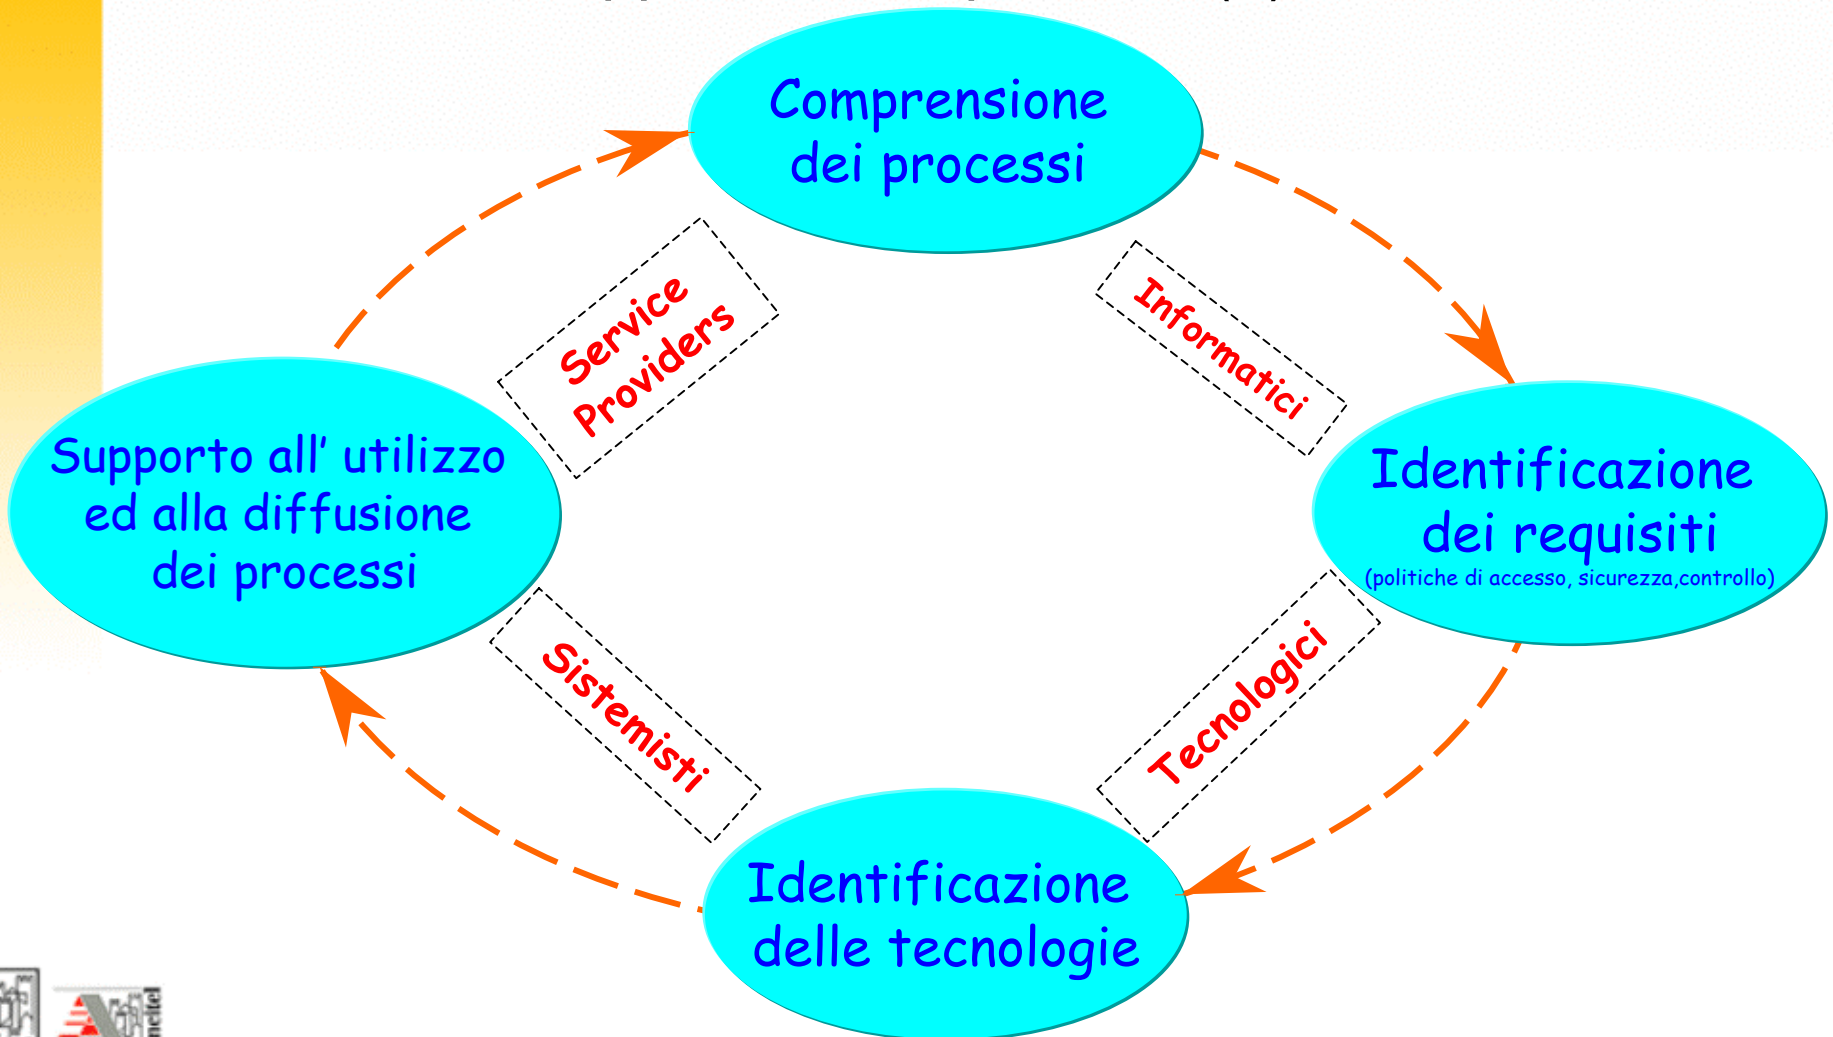 Comprensione
dei processi
Service
Providers
Informatici
Supporto all’ utilizzo
ed alla diffusione
dei processi
Identificazione
dei requisiti
(politiche di accesso, sicurezza,controllo)
Sistemisti
Tecnologici
Identificazione
delle tecnologie
neitel